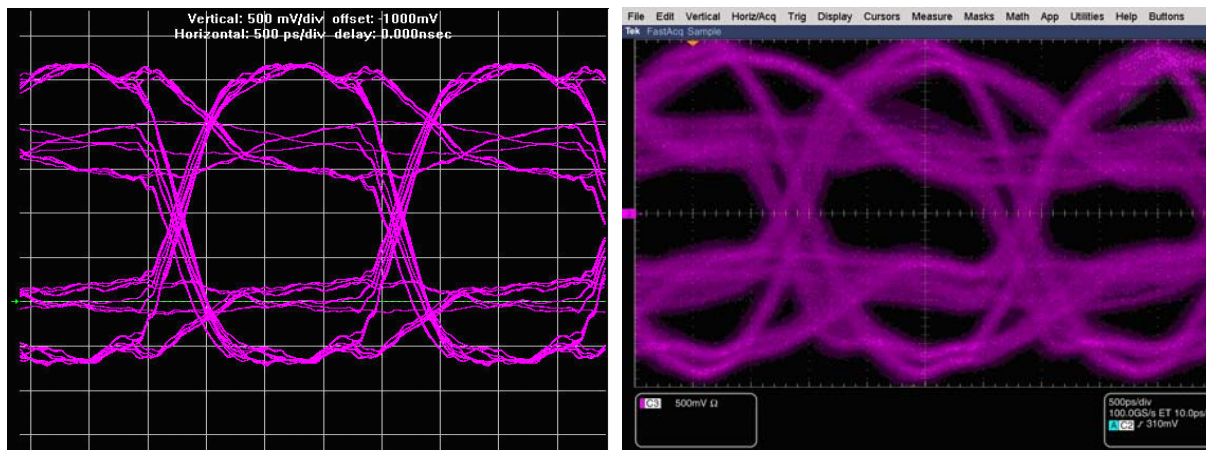 Vertical: 500 mV/div offset: -1000mV
Horizontal: 500 ps/div delay: 0.000nsec
File Edit Vertical Horiz/Acq Trig Display Cursors Measure Masks Math App Utilities Help Buttons
Tek FastAcq Sample
C3 500mV Ω
500ps/div
100.0GS/s ET 10.0ps/
A C2 310mV